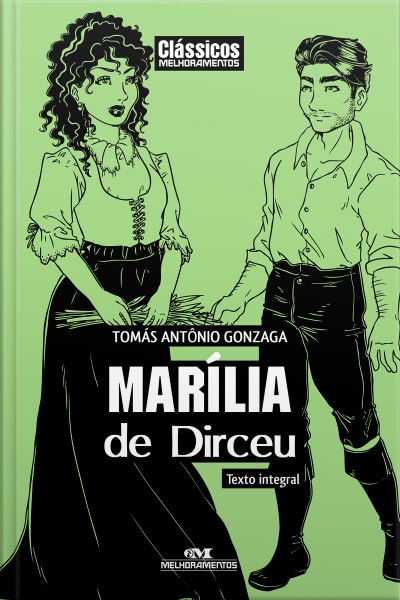 Clássicos
MELHORAMENTOS
TOMÁS ANTÔNIO GONZAGA
MARÍLIA
de Dirceu
Texto integral
M
MELHORAMENTOS